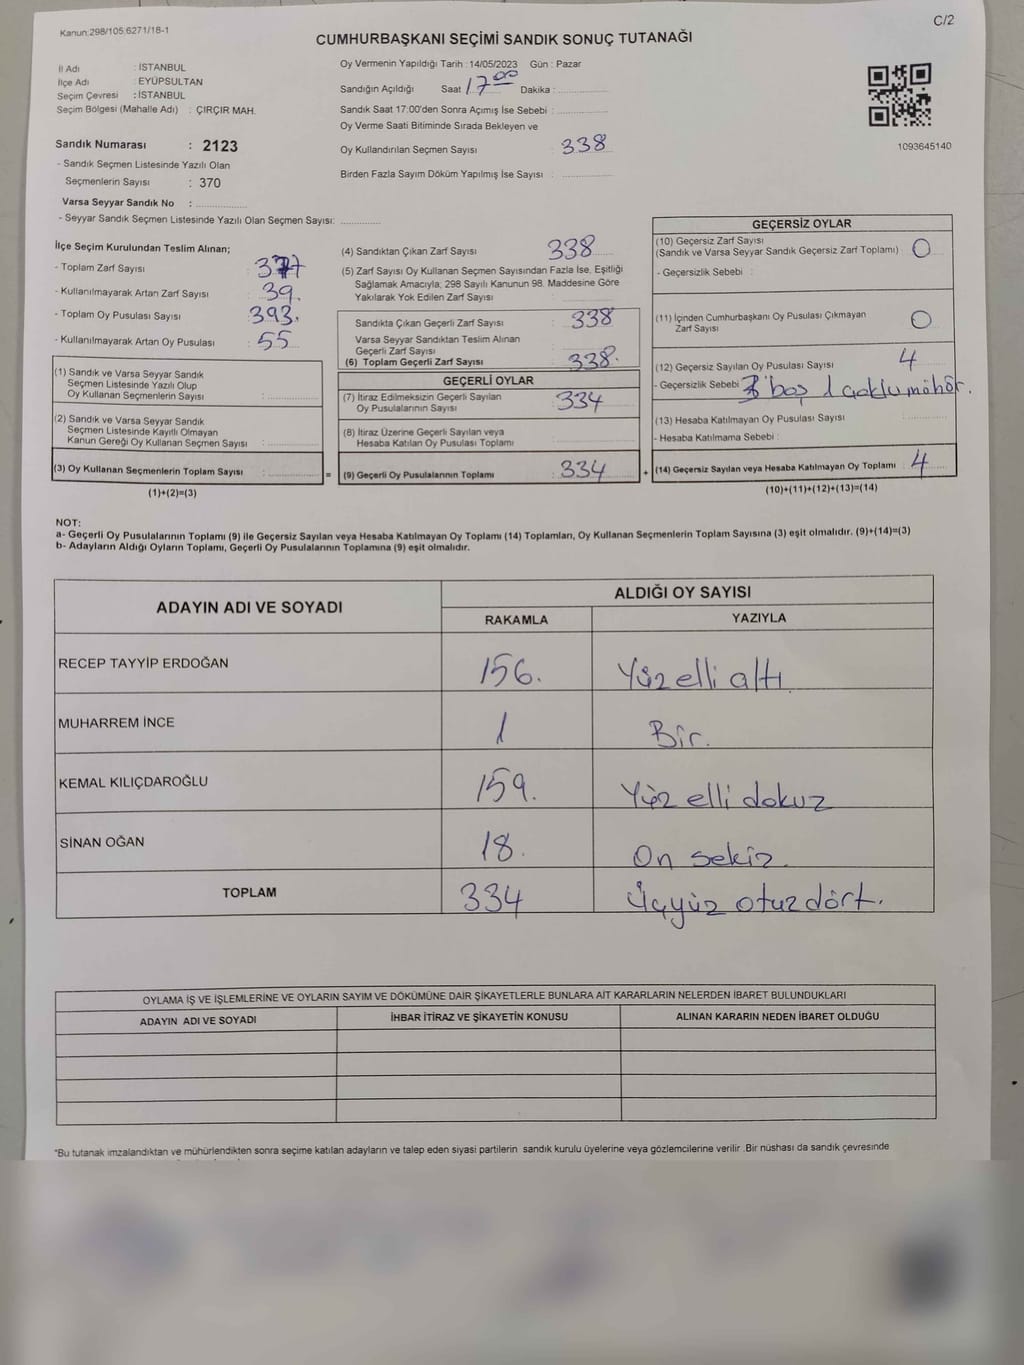 Kanun:298/105.6271/18-1
C/2
CUMHURBAŞKANI SEÇİMİ SANDIK SONUÇ TUTANAĞI
İl Adı : İSTANBUL
İlçe Adı : EYÜPSULTAN
Seçim Çevresi : İSTANBUL
Seçim Bölgesi (Mahalle Adı) : ÇIRÇIR MAH.
Sandık Numarası : 2123
- Sandık Seçmen Listesinde Yazılı Olan
Seçmenlerin Sayısı : 370
Varsa Seyyar Sandık No : ............
- Seyyar Sandık Seçmen Listesinde Yazılı Olan Seçmen Sayısı: ............
Oy Vermenin Yapıldığı Tarih : 14/05/2023 Gün : Pazar
Sandığın Açıldığı Saat 17 00 Dakika : ............
Sandık Saat 17:00'den Sonra Açımış İse Sebebi : ............
Oy Verme Saati Bitiminde Sırada Bekleyen ve
Oy Kullandırılan Seçmen Sayısı : 338
Birden Fazla Sayım Döküm Yapılmış İse Sayısı : ............
1093645140
İlçe Seçim Kurulundan Teslim Alınan;
- Toplam Zarf Sayısı : 377
- Kullanılmayarak Artan Zarf Sayısı : 39.
- Toplam Oy Pusulası Sayısı : 393.
- Kullanılmayarak Artan Oy Pusulası : 55
(1) Sandık ve Varsa Seyyar Sandık
Seçmen Listesinde Yazılı Olup
Oy Kullanan Seçmenlerin Sayısı : ............
(2) Sandık ve Varsa Seyyar Sandık
Seçmen Listesinde Kayıtlı Olmayan
Kanun Gereği Oy Kullanan Seçmen Sayısı : ............
(3) Oy Kullanan Seçmenlerin Toplam Sayısı : ............ =
(1)+(2)=(3)
(4) Sandıktan Çıkan Zarf Sayısı : 338
(5) Zarf Sayısı Oy Kullanan Seçmen Sayısından Fazla İse, Eşitliği
Sağlamak Amacıyla; 298 Sayılı Kanunun 98. Maddesine Göre
Yakılarak Yok Edilen Zarf Sayısı : ............
Sandıkta Çıkan Geçerli Zarf Sayısı : 338
Varsa Seyyar Sandıktan Teslim Alınan
Geçerli Zarf Sayısı : ............
(6) Toplam Geçerli Zarf Sayısı : 338.
GEÇERLİ OYLAR
(7) İtiraz Edilmeksizin Geçerli Sayılan
Oy Pusulalarının Sayısı : 334
(8) İtiraz Üzerine Geçerli Sayılan veya
Hesaba Katılan Oy Pusulası Toplamı : ............
(9) Geçerli Oy Pusulalarının Toplamı : 334 +
GEÇERSİZ OYLAR
(10) Geçersiz Zarf Sayısı
(Sandık ve Varsa Seyyar Sandık Geçersiz Zarf Toplamı) : 0
- Geçersizlik Sebebi :
(11) İçinden Cumhurbaşkanı Oy Pusulası Çıkmayan
Zarf Sayısı : 0
(12) Geçersiz Sayılan Oy Pusulası Sayısı : 4
- Geçersizlik Sebebi : 3 boş 1 çoklu mühür.
(13) Hesaba Katılmayan Oy Pusulası Sayısı : ............
- Hesaba Katılmama Sebebi :
(14) Geçersiz Sayılan veya Hesaba Katılmayan Oy Toplamı : 4
(10)+(11)+(12)+(13)=(14)
NOT:
a- Geçerli Oy Pusulalarının Toplamı (9) ile Geçersiz Sayılan veya Hesaba Katılmayan Oy Toplamı (14) Toplamları, Oy Kullanan Seçmenlerin Toplam Sayısına (3) eşit olmalıdır. (9)+(14)=(3)
b- Adayların Aldığı Oyların Toplamı, Geçerli Oy Pusulalarının Toplamına (9) eşit olmalıdır.
ADAYIN ADI VE SOYADI ALDIĞI OY SAYISI
RAKAMLA YAZIYLA
RECEP TAYYİP ERDOĞAN 156. Yüz elli altı
MUHARREM İNCE 1 Bir.
KEMAL KILIÇDAROĞLU 159. Yüz elli dokuz
SİNAN OĞAN 18. On sekiz.
TOPLAM 334 Üçyüz otuz dört.
OYLAMA İŞ VE İŞLEMLERİNE VE OYLARIN SAYIM VE DÖKÜMÜNE DAİR ŞİKAYETLERLE BUNLARA AİT KARARLARIN NELERDEN İBARET BULUNDUKLARI
ADAYIN ADI VE SOYADI İHBAR İTİRAZ VE ŞİKAYETİN KONUSU ALINAN KARARIN NEDEN İBARET OLDUĞU
"Bu tutanak imzalandıktan ve mühürlendikten sonra seçime katılan adayların ve talep eden siyasi partilerin sandık kurulu üyelerine veya gözlemcilerine verilir .Bir nüshası da sandık çevresinde